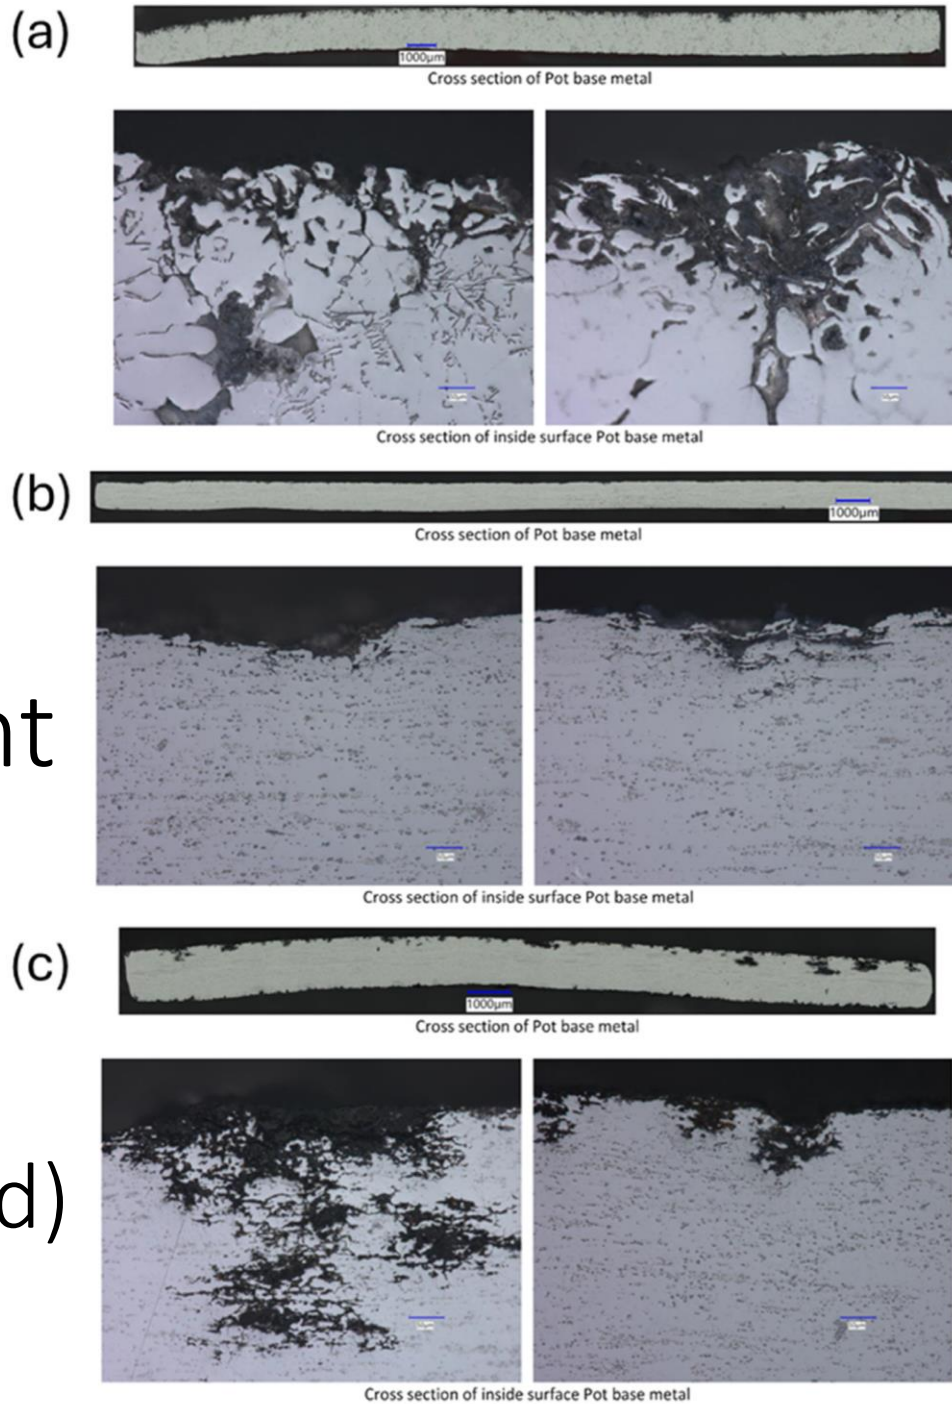 (a)
1000µm
Cross section of Pot base metal
Cross section of inside surface Pot base metal
(b)
1000µm
Cross section of Pot base metal
nt
Cross section of inside surface Pot base metal
(c)
1000µm
Cross section of Pot base metal
d)
Cross section of inside surface Pot base metal